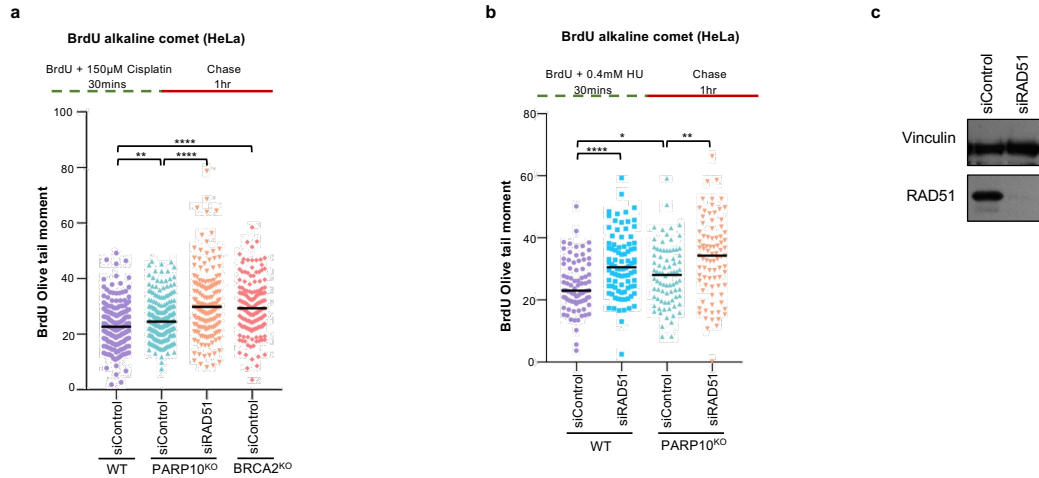 a
BrdU alkaline comet (HeLa)
BrdU + 150µM Cisplatin
30mins
Chase
1hr
BrdU Olive tail moment
100
80
60
40
20
0
****
** ****
siControl
siControl
siRAD51
siControl
WT
PARP10KO
BRCA2KO
b
BrdU alkaline comet (HeLa)
BrdU + 0.4mM HU
30mins
Chase
1hr
BrdU Olive tail moment
80
60
40
20
0
* **
****
siControl
siRAD51
siControl
siRAD51
WT
PARP10KO
c
siControl
siRAD51
Vinculin
RAD51